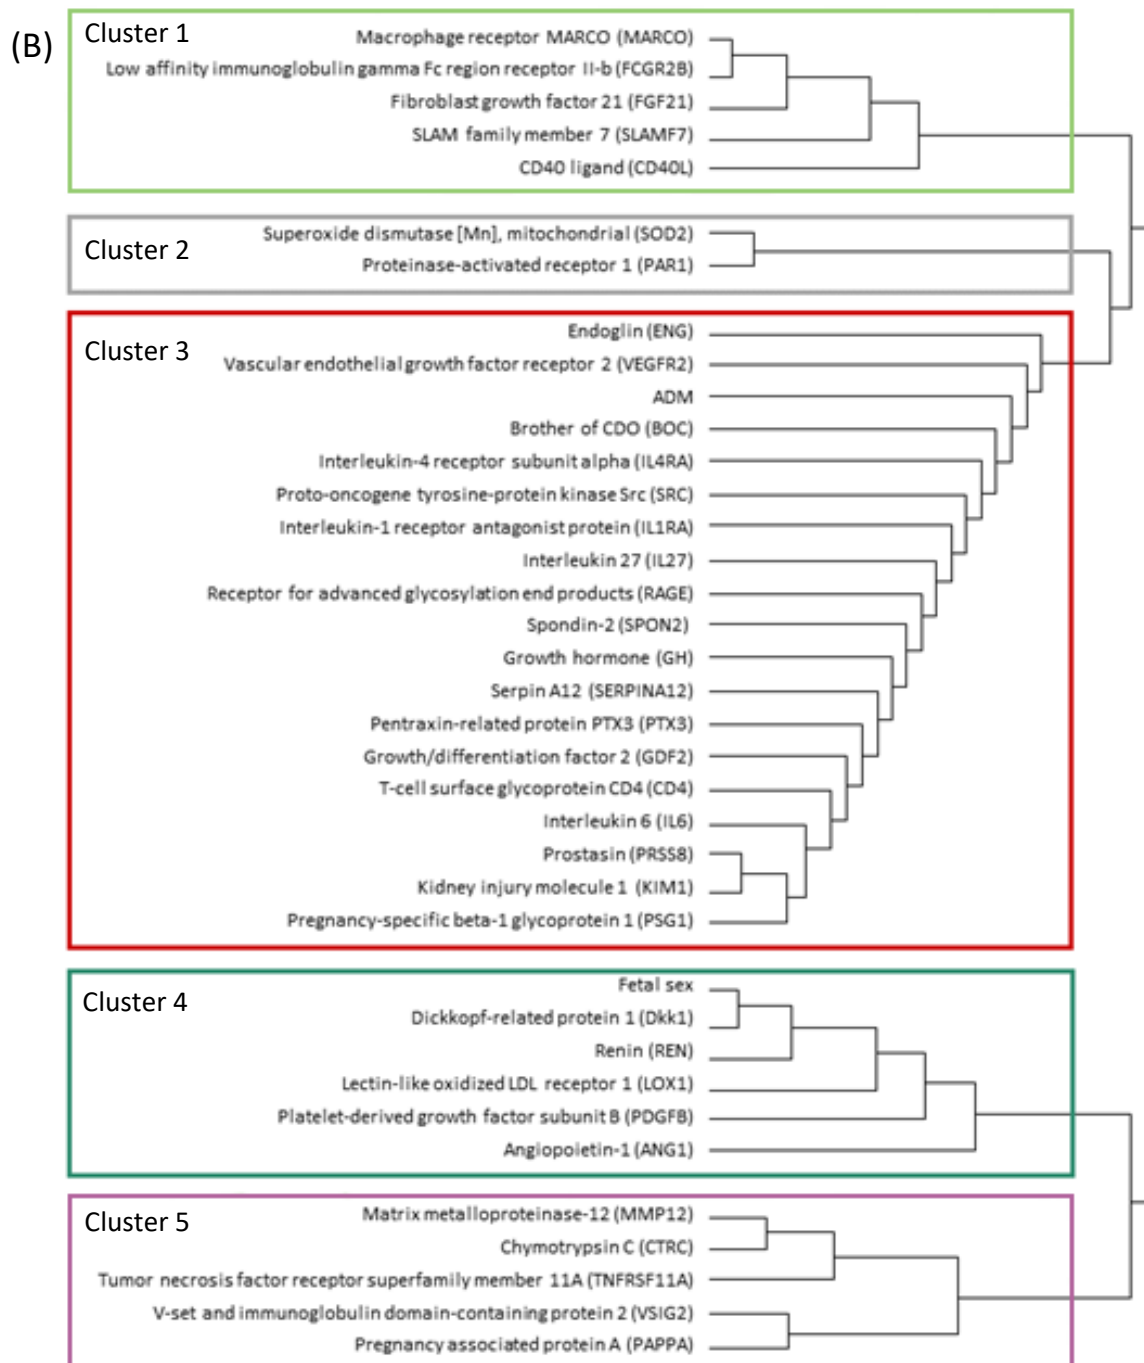 (B)
Cluster 1
Macrophage receptor MARCO (MARCO)
Low affinity immunoglobulin gamma Fc region receptor II-b (FCGR2B)
Fibroblast growth factor 21 (FGF21)
SLAM family member 7 (SLAMF7)
CD40 ligand (CD40L)
Cluster 2
Superoxide dismutase [Mn], mitochondrial (SOD2)
Proteinase-activated receptor 1 (PAR1)
Cluster 3
Endoglin (ENG)
Vascular endothelial growth factor receptor 2 (VEGFR2)
ADM
Brother of CDO (BOC)
Interleukin-4 receptor subunit alpha (IL4RA)
Proto-oncogene tyrosine-protein kinase Src (SRC)
Interleukin-1 receptor antagonist protein (IL1RA)
Interleukin 27 (IL27)
Receptor for advanced glycosylation end products (RAGE)
Spondin-2 (SPON2)
Growth hormone (GH)
Serpin A12 (SERPINA12)
Pentraxin-related protein PTX3 (PTX3)
Growth/differentiation factor 2 (GDF2)
T-cell surface glycoprotein CD4 (CD4)
Interleukin 6 (IL6)
Prostasin (PRSS8)
Kidney injury molecule 1 (KIM1)
Pregnancy-specific beta-1 glycoprotein 1 (PSG1)
Cluster 4
Fetal sex
Dickkopf-related protein 1 (Dkk1)
Renin (REN)
Lectin-like oxidized LDL receptor 1 (LOX1)
Platelet-derived growth factor subunit B (PDGFB)
Angiopoietin-1 (ANG1)
Cluster 5
Matrix metalloproteinase-12 (MMP12)
Chymotrypsin C (CTRC)
Tumor necrosis factor receptor superfamily member 11A (TNFRSF11A)
V-set and immunoglobulin domain-containing protein 2 (VSIG2)
Pregnancy associated protein A (PAPPA)